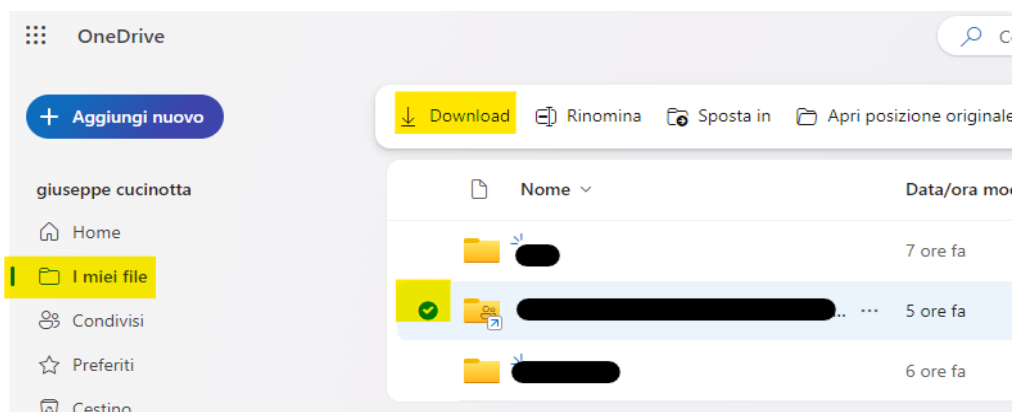 OneDrive
Aggiungi nuovo
Download Rinomina Sposta in Apri posizione originale
giuseppe cucinotta
Nome Data/ora mod
Home
7 ore fa
I miei file
.. ... 5 ore fa
Condivisi
Preferiti
6 ore fa
Cestino